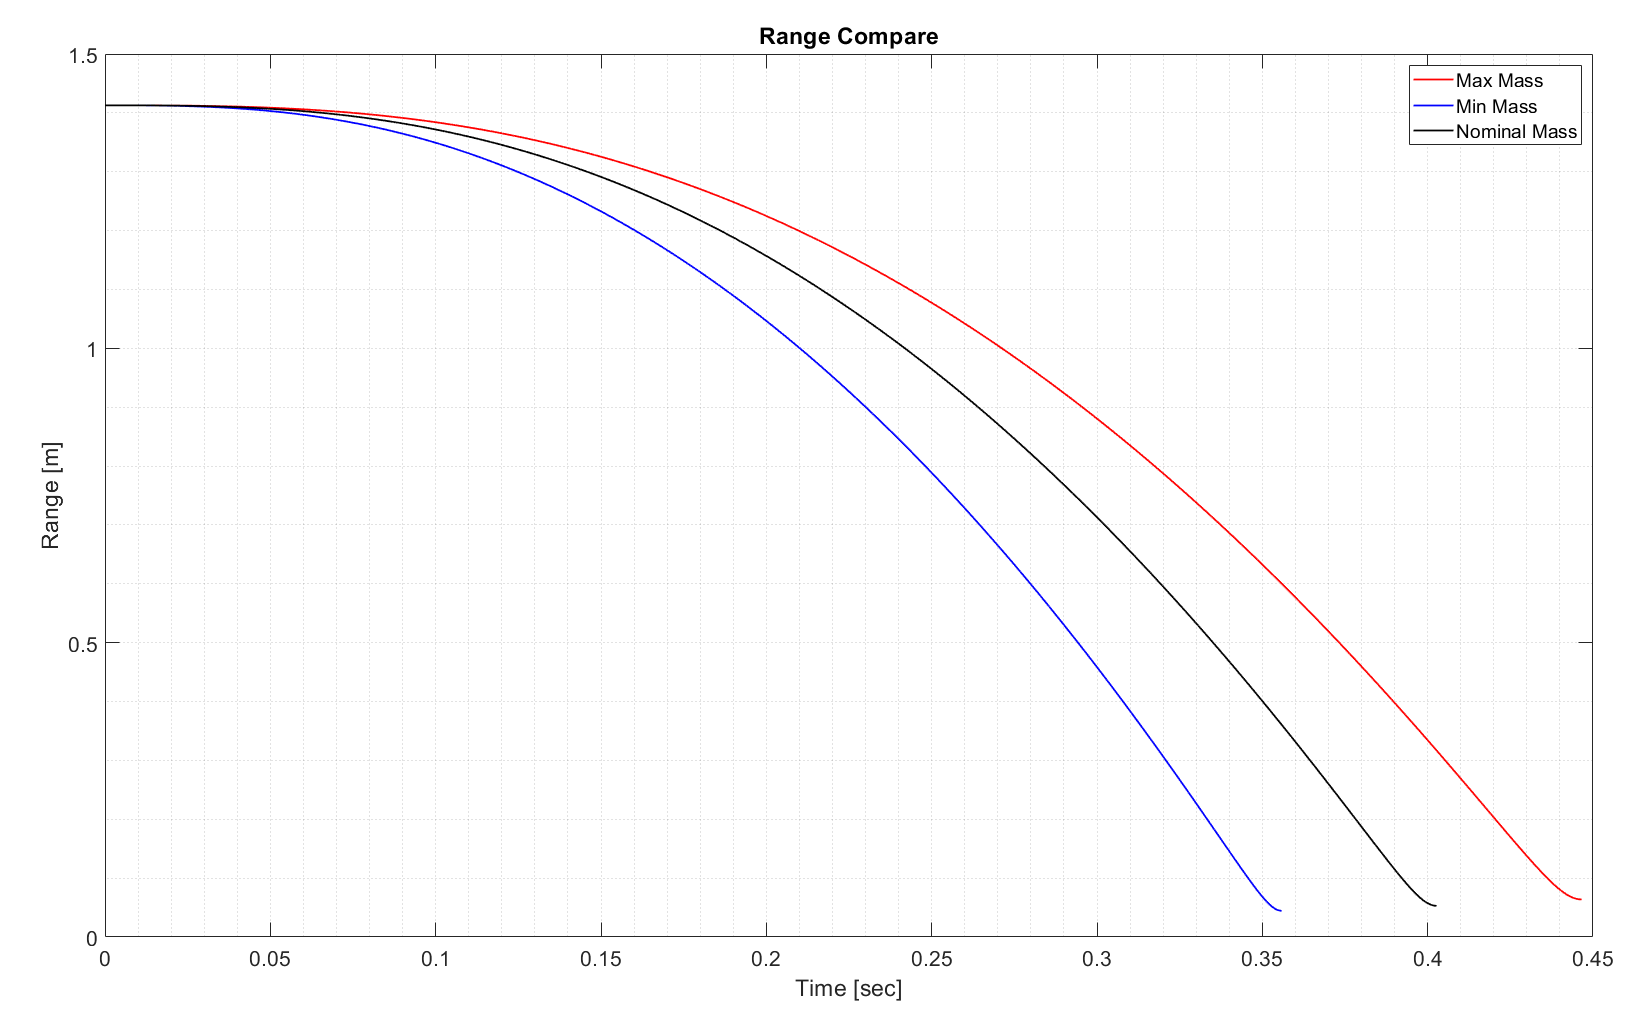 Range Compare
Max Mass
Min Mass
Nominal Mass
1.5
1
0.5
0
Range [m]
0
0.05
0.1
0.15
0.2
0.25
0.3
0.35
0.4
0.45
Time [sec]